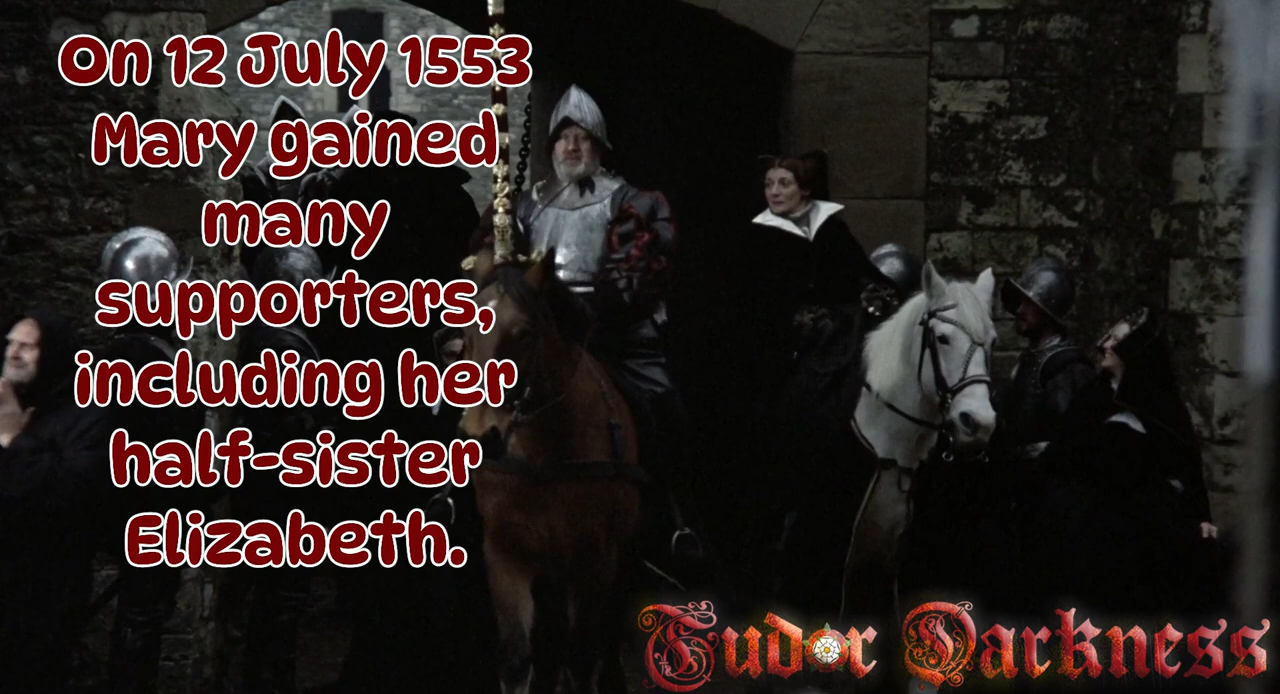 On 12 July 1553
Mary gained
many
supporters,
including her
half-sister
Elizabeth.
Tudor Darkness